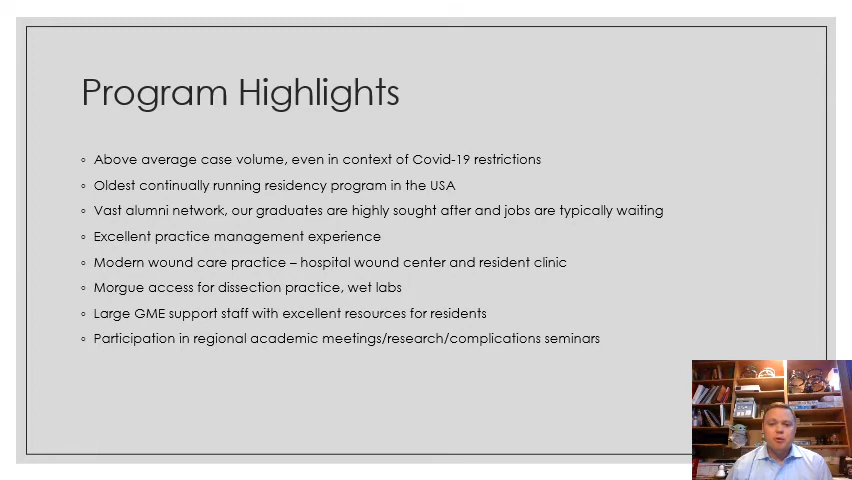 Program Highlights
◦ Above average case volume, even in context of Covid-19 restrictions
◦ Oldest continually running residency program in the USA
◦ Vast alumni network, our graduates are highly sought after and jobs are typically waiting
◦ Excellent practice management experience
◦ Modern wound care practice – hospital wound center and resident clinic
◦ Morgue access for dissection practice, wet labs
◦ Large GME support staff with excellent resources for residents
◦ Participation in regional academic meetings/research/complications seminars